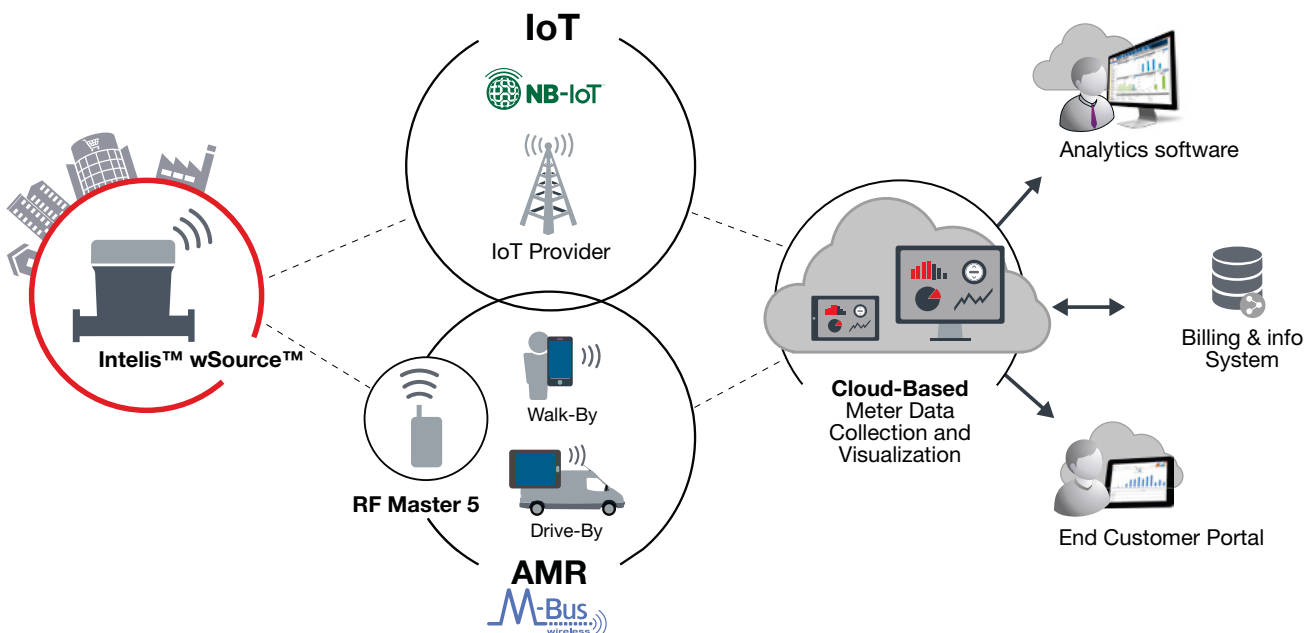 IoT
NB-IoT
IoT Provider
Intelis™ wSource™
Walk-By
RF Master 5
Drive-By
AMR
M-Bus
wireless
Cloud-Based
Meter Data
Collection and
Visualization
Analytics software
Billing & info
System
End Customer Portal